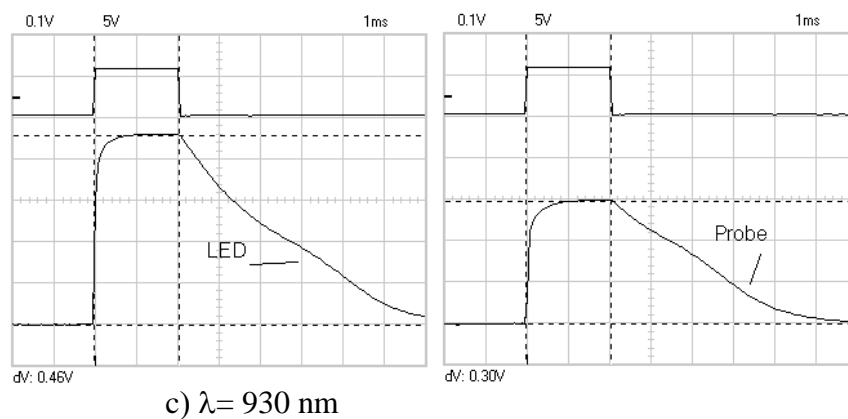 0.1V 5V 1ms
0.1V 5V 1ms
LED
Probe
dV: 0.46V
dV: 0.30V
c) λ= 930 nm